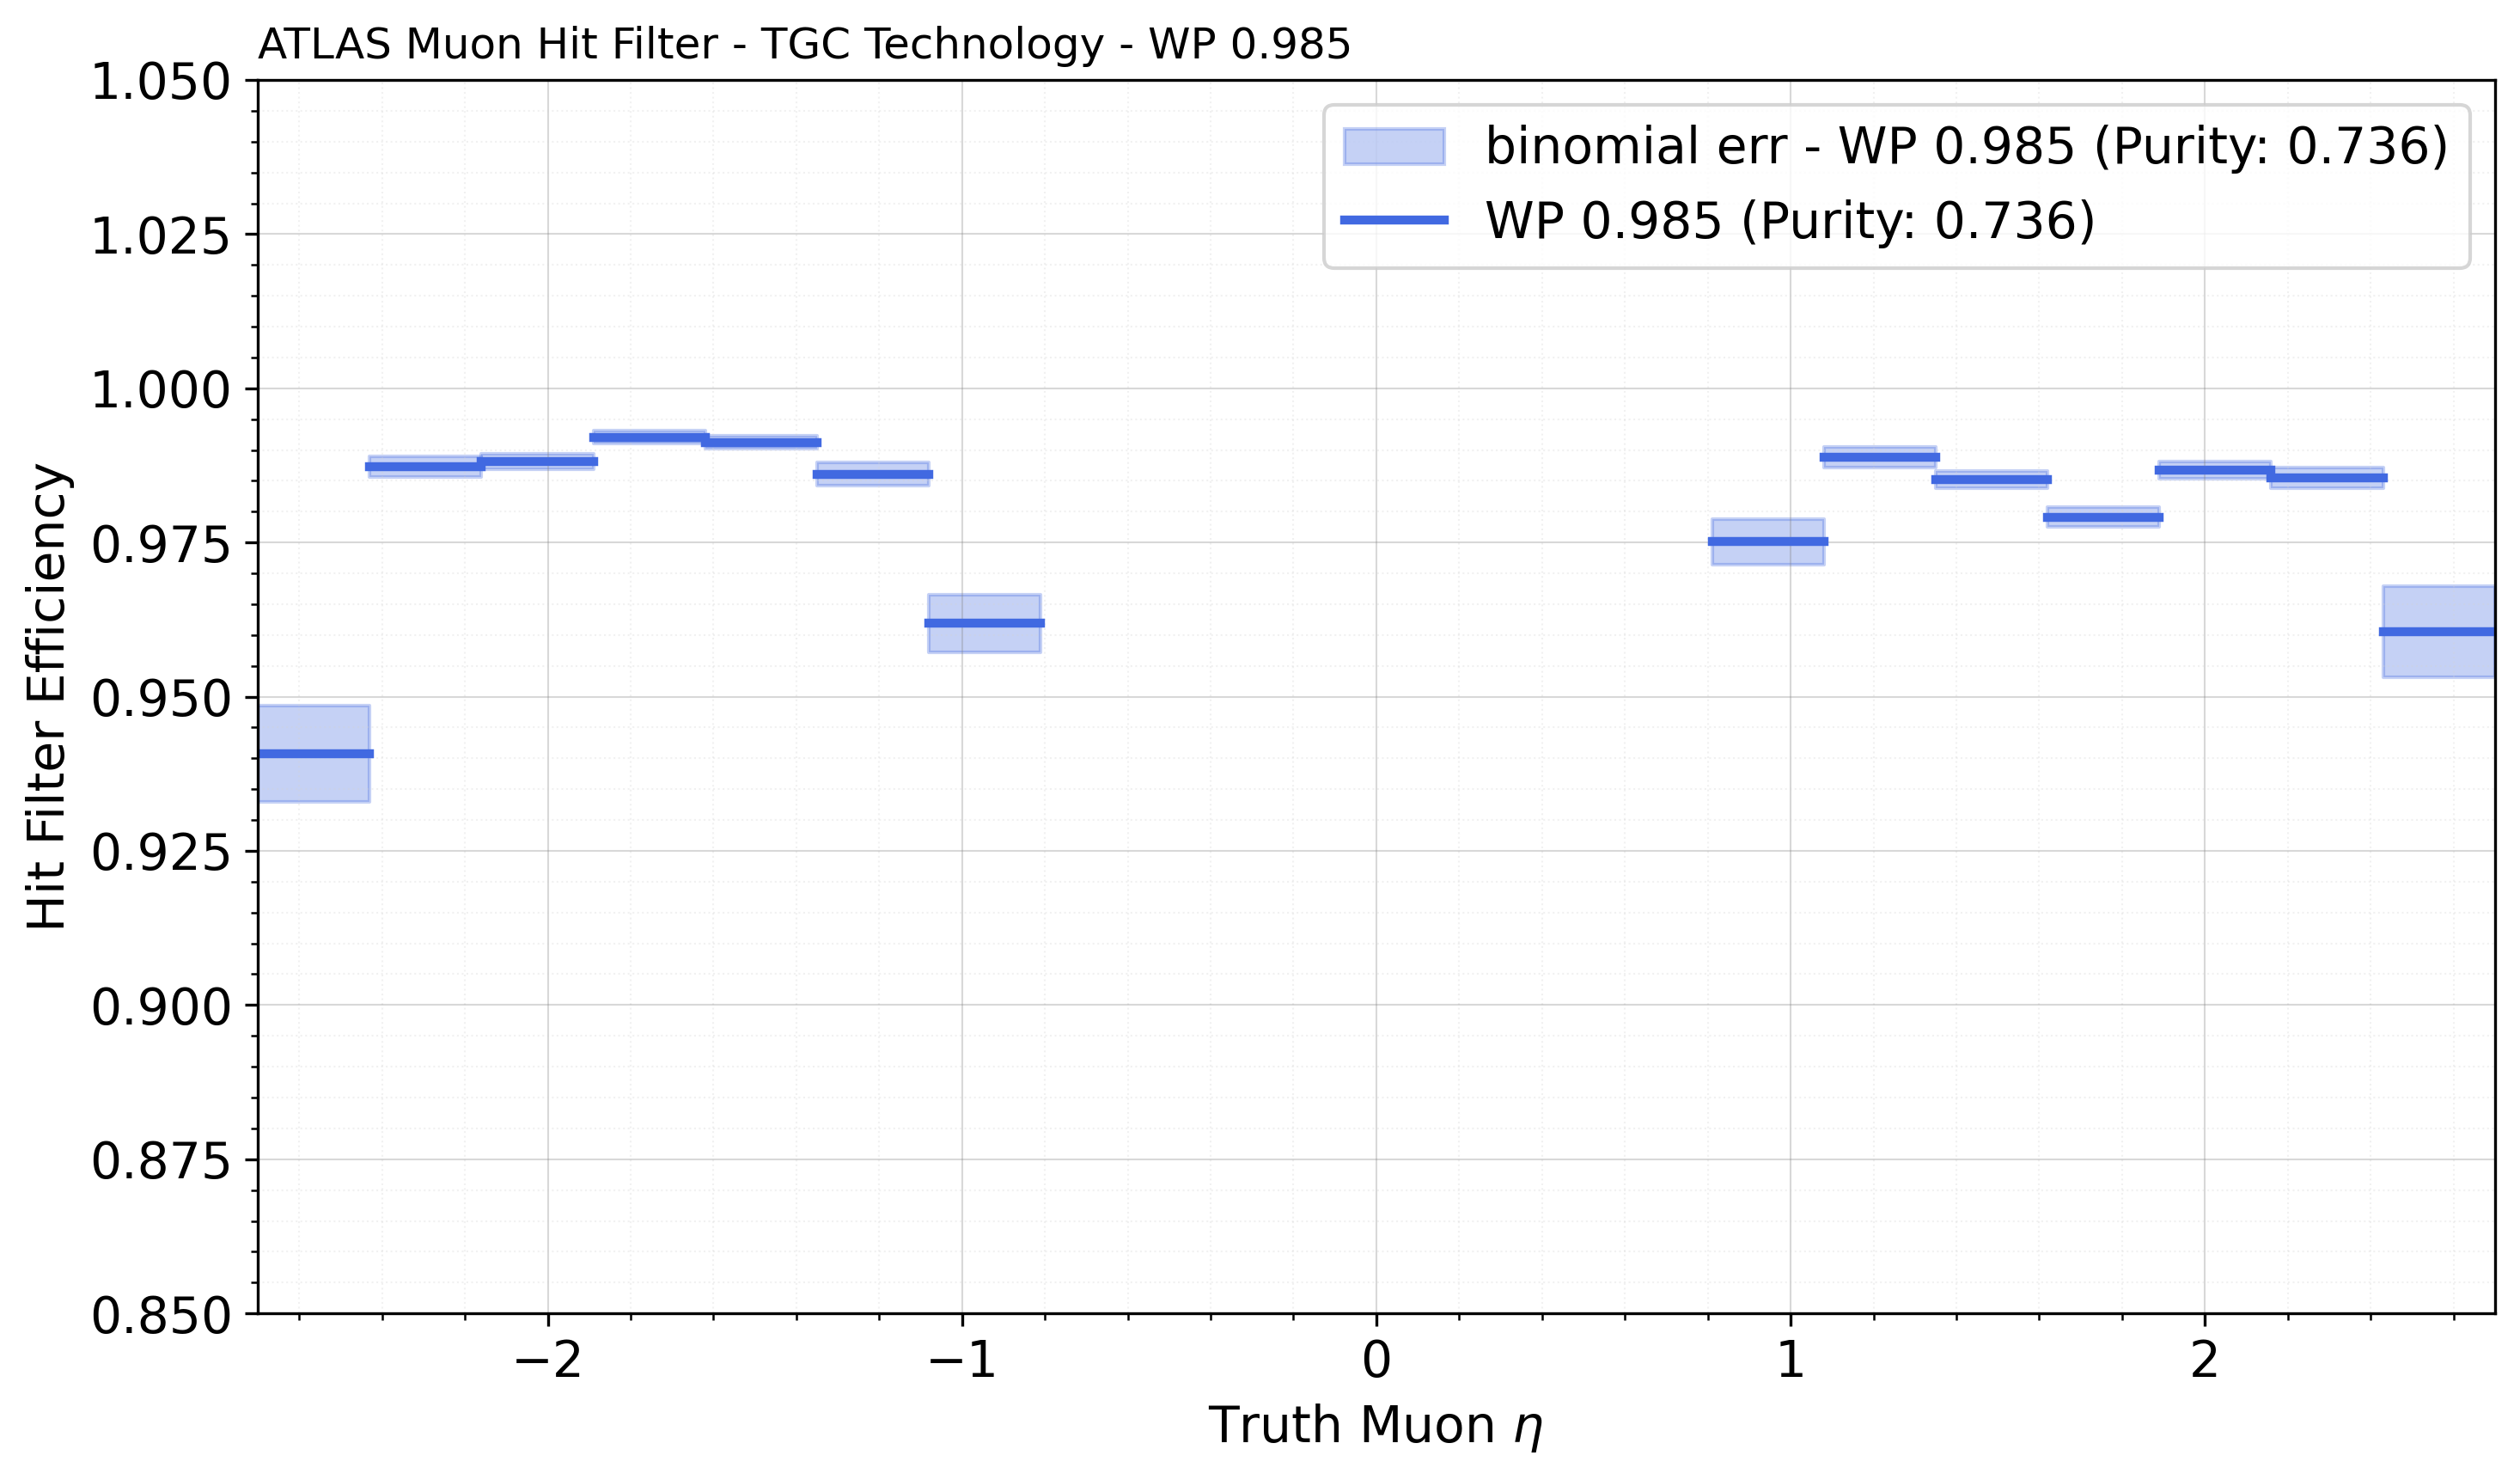 ATLAS Muon Hit Filter - TGC Technology - WP 0.985
1.050
1.025
1.000
0.975
0.950
0.925
0.900
0.875
0.850
Hit Filter Efficiency
binomial err - WP 0.985 (Purity: 0.736)
WP 0.985 (Purity: 0.736)
−2
−1
0
1
2
Truth Muon η